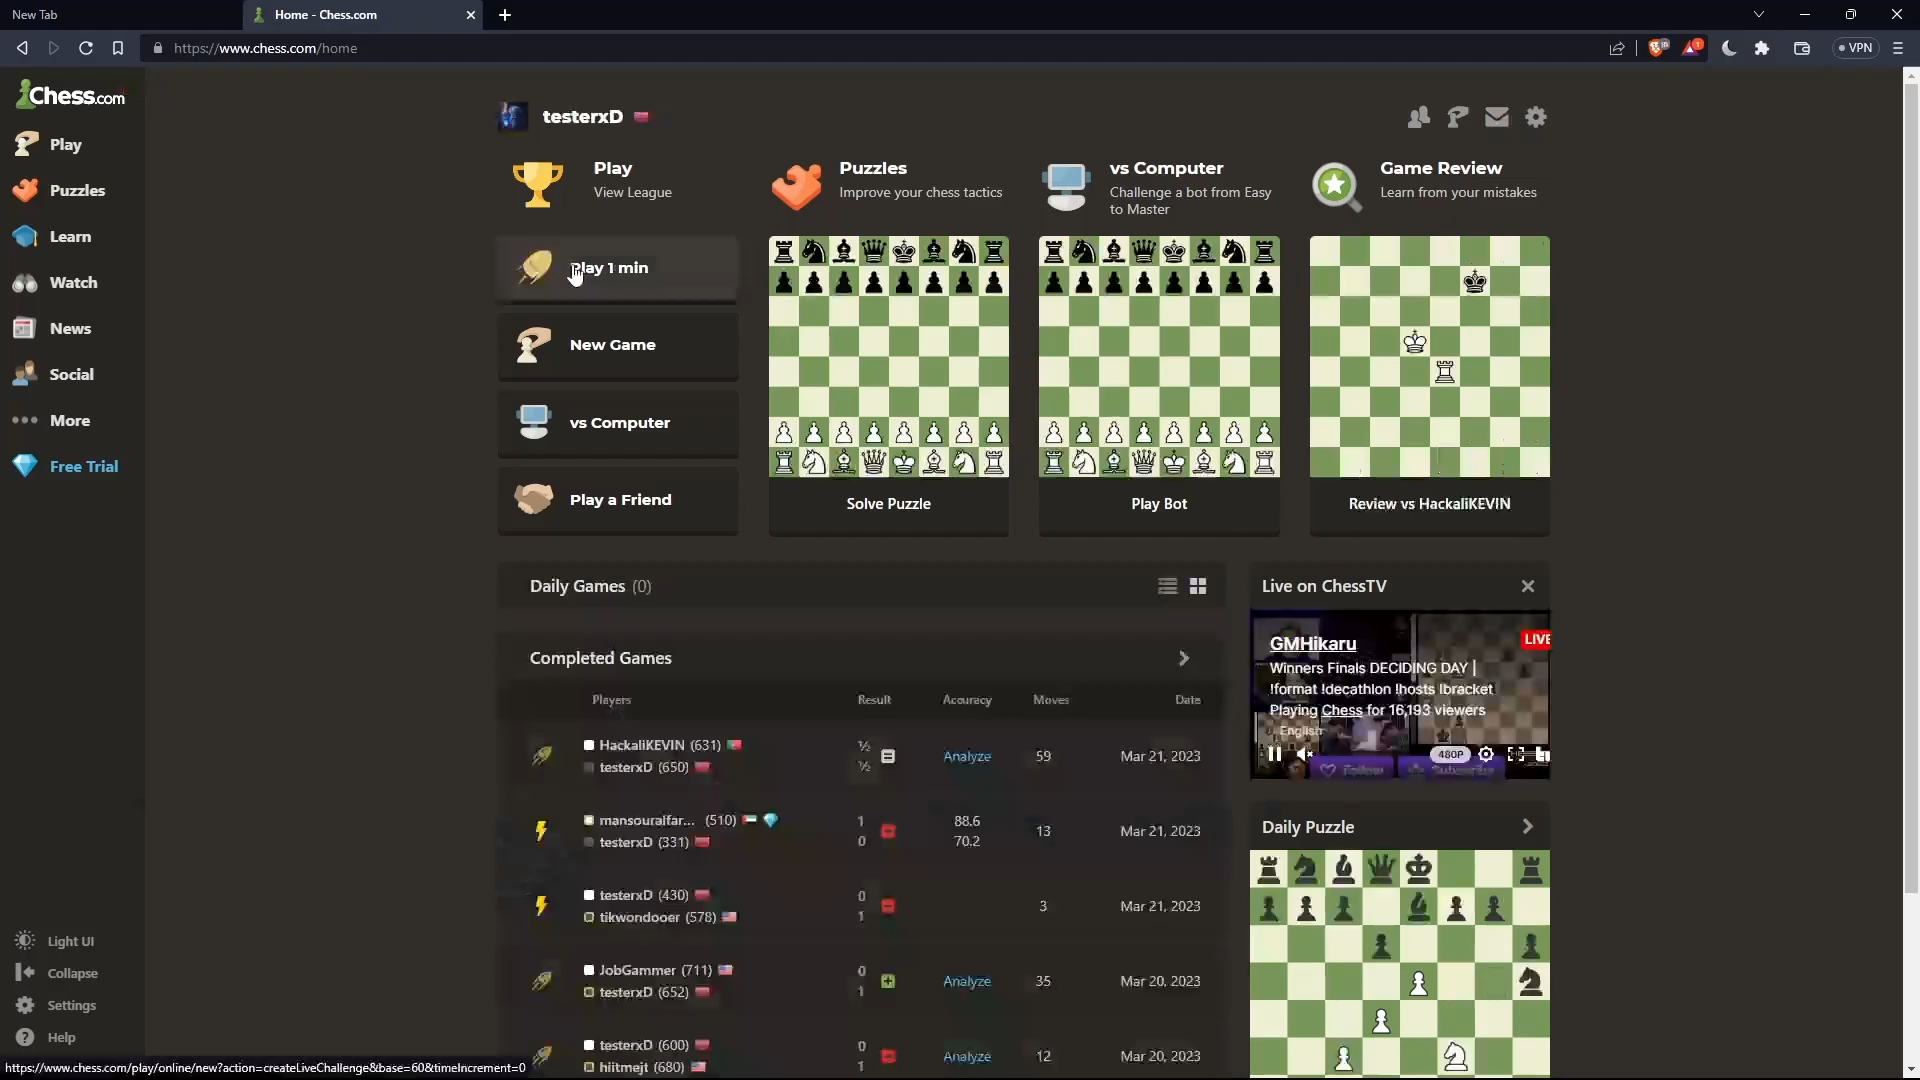 New Tab
Home - Chess.com
https://www.chess.com/home
1
VPN
Chess.com
Play
Puzzles
Learn
Watch
News
Social
More
Free Trial
Light UI
Collapse
Settings
Help
testerxD
Play
View League
Puzzles
Improve your chess tactics
vs Computer
Challenge a bot from Easy
to Master
Game Review
Learn from your mistakes
Play 1 min
New Game
vs Computer
Play a Friend
Solve Puzzle
Play Bot
Review vs HackaliKEVIN
Daily Games (0)
Completed Games
Players Result Accuracy Moves Date
HackaliKEVIN (631) ½ Analyze 59 Mar 21, 2023
testerxD (650) ½
mansouralfar... (510) 1 88.6 13 Mar 21, 2023
testerxD (331) 0 70.2
testerxD (430) 0 3 Mar 21, 2023
tikwondooer (578) 1
JobGammer (711) 0 Analyze 35 Mar 20, 2023
testerxD (652) 1
testerxD (600) 0 Analyze 12 Mar 20, 2023
hiitmejt (680) 1
Live on ChessTV
GMHikaru
LIVE
Winners Finals DECIDING DAY |
!format !decathlon !hosts !bracket
Playing Chess for 16,193 viewers
English
480P
Follow Subscribe
Daily Puzzle
https://www.chess.com/play/online/new?action=createLiveChallenge&base=60&timeIncrement=0